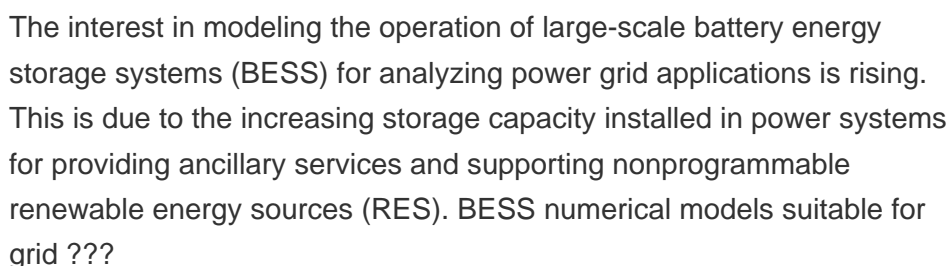 The interest in modeling the operation of large-scale battery energy
storage systems (BESS) for analyzing power grid applications is rising.
This is due to the increasing storage capacity installed in power systems
for providing ancillary services and supporting nonprogrammable
renewable energy sources (RES). BESS numerical models suitable for
grid ???